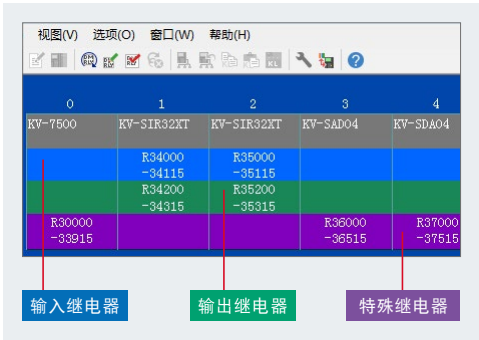 视图(V) 选项(O) 窗口(W) 帮助(H)
0 1 2 3 4
KV-7500 KV-SIR32XT KV-SIR32XT KV-SAD04 KV-SDA04
R34000 R35000
-34115 -35115
R34200 R35200
-34315 -35315
R30000 R36000 R37000
-33915 -36515 -37515
输入继电器 输出继电器 特殊继电器